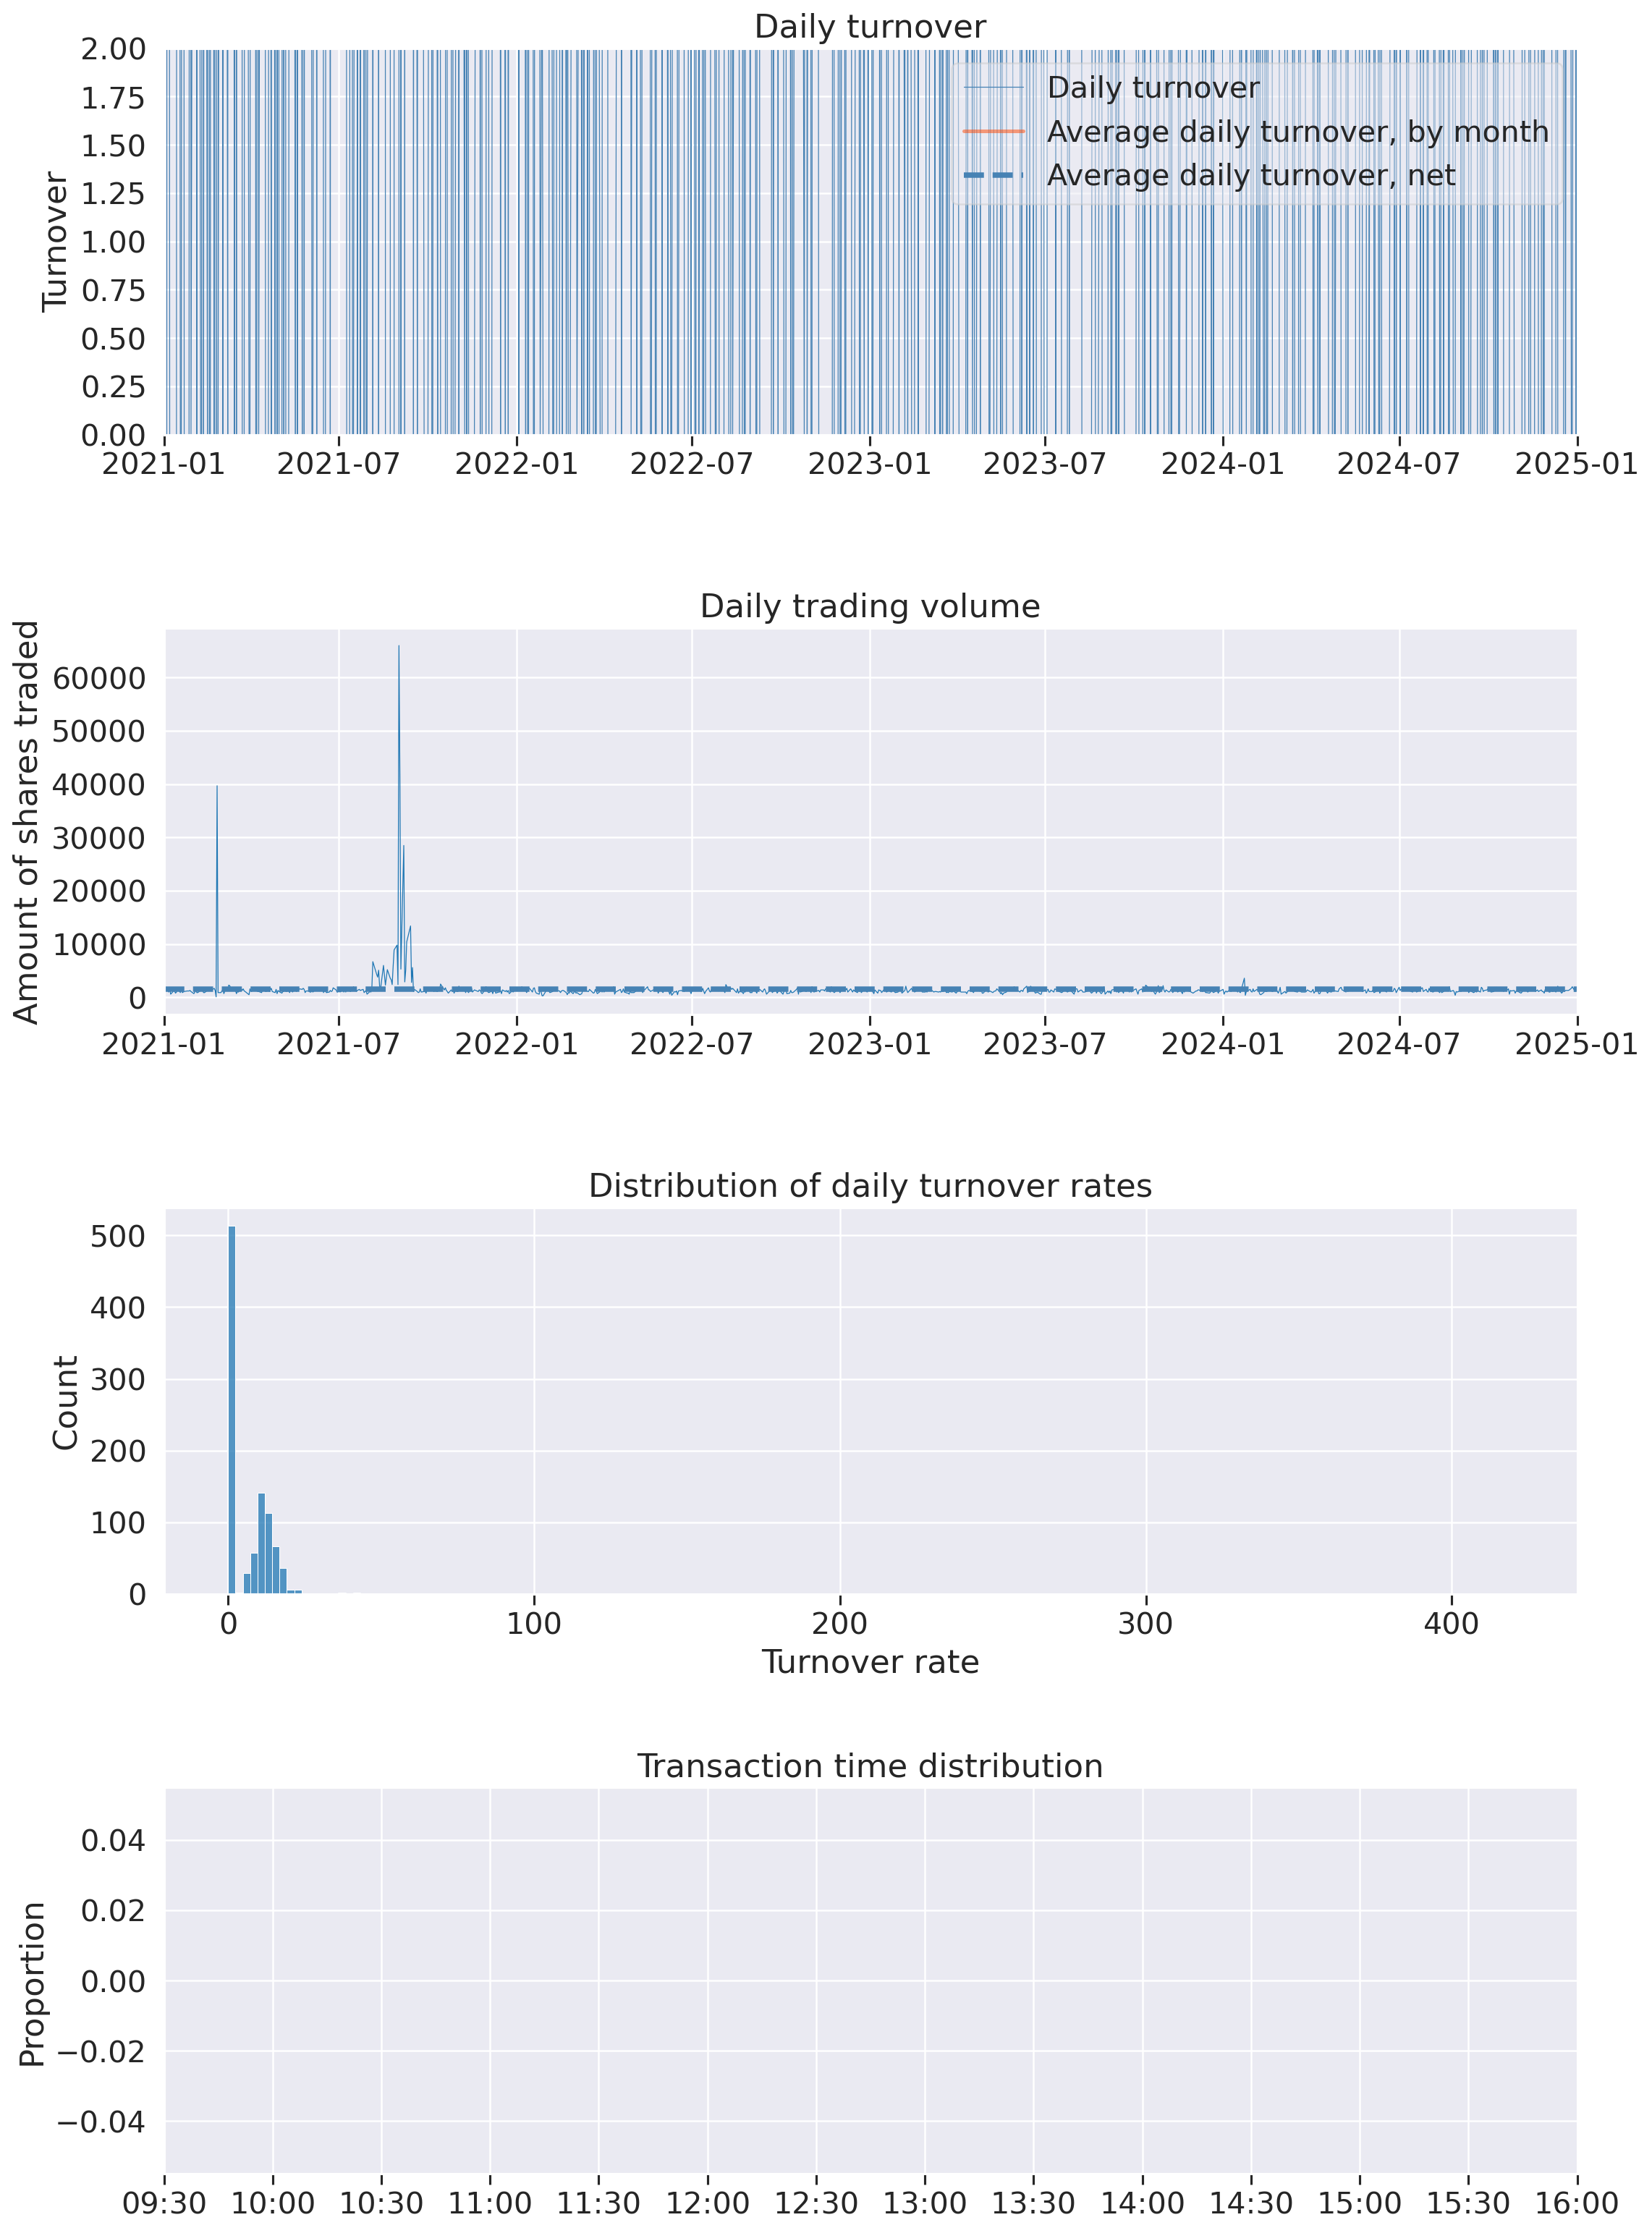 Daily turnover
Turnover
2.00
1.75
1.50
1.25
1.00
0.75
0.50
0.25
0.00
Daily turnover
Average daily turnover, by month
Average daily turnover, net
2021-01 2021-07 2022-01 2022-07 2023-01 2023-07 2024-01 2024-07 2025-01
Daily trading volume
Amount of shares traded
60000
50000
40000
30000
20000
10000
0
2021-01 2021-07 2022-01 2022-07 2023-01 2023-07 2024-01 2024-07 2025-01
Distribution of daily turnover rates
Count
500
400
300
200
100
0
0 100 200 300 400
Turnover rate
Transaction time distribution
Proportion
0.04
0.02
0.00
−0.02
−0.04
09:30 10:00 10:30 11:00 11:30 12:00 12:30 13:00 13:30 14:00 14:30 15:00 15:30 16:00